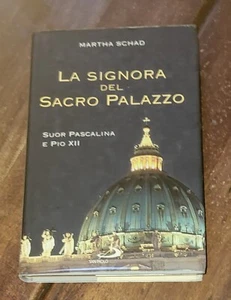 MARTHA SCHAD
LA SIGNORA
DEL
SACRO PALAZZO
SUOR PASCALINA
E PIO XII